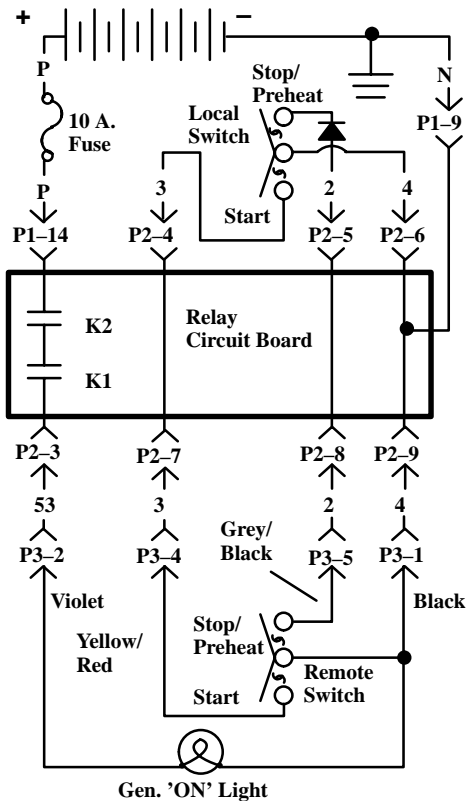 + −
P
10 A.
Fuse
P
P1–14
Stop/
Preheat
Local
Switch
Start
N
P1–9
3
2
4
P2–4
P2–5
P2–6
K2
K1
Relay
Circuit Board
P2–3
P2–7
P2–8
P2–9
53
3
2
4
P3–2
P3–4
P3–5
P3–1
Grey/
Black
Violet
Black
Yellow/
Red
Stop/
Preheat
Start
Remote
Switch
Gen. 'ON' Light